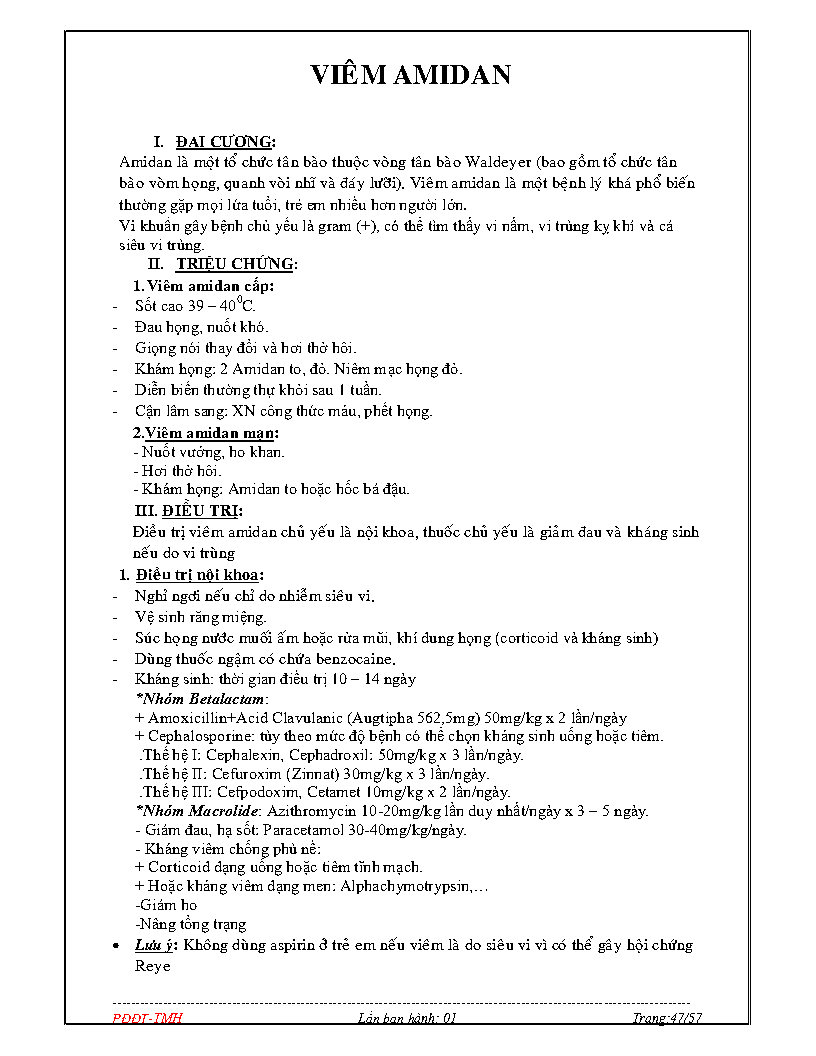 VIÊM AMIDAN
I. ĐẠI CƯƠNG:
Amidan là một tổ chức tân bào thuộc vòng tân bào Waldeyer (bao gồm tổ chức tân
bào vòm họng, quanh vòi nhĩ và đáy lưỡi). Viêm amidan là một bệnh lý khá phổ biến
thường gặp mọi lứa tuổi, trẻ em nhiều hơn người lớn.
Vi khuẩn gây bệnh chủ yếu là gram (+), có thể tìm thấy vi nấm, vi trùng kỵ khí và cả
siêu vi trùng.
II. TRIỆU CHỨNG:
1. Viêm amidan cấp:
- Sốt cao 39 – 40⁰C.
- Đau họng, nuốt khó.
- Giọng nói thay đổi và hơi thở hôi.
- Khám họng: 2 Amidan to, đỏ. Niêm mạc họng đỏ.
- Diễn biến thường thự khỏi sau 1 tuần.
- Cận lâm sang: XN công thức máu, phết họng.
2.Viêm amidan mạn:
- Nuốt vướng, ho khan.
- Hơi thở hôi.
- Khám họng: Amidan to hoặc hốc bã đậu.
III. ĐIỀU TRỊ:
Điều trị viêm amidan chủ yếu là nội khoa, thuốc chủ yếu là giảm đau và kháng sinh
nếu do vi trùng
1. Điều trị nội khoa:
- Nghỉ ngơi nếu chỉ do nhiễm siêu vi.
- Vệ sinh răng miệng.
- Súc họng nước muối ấm hoặc rửa mũi, khí dung họng (corticoid và kháng sinh)
- Dùng thuốc ngậm có chứa benzocaine.
- Kháng sinh: thời gian điều trị 10 – 14 ngày
*Nhóm Betalactam:
+ Amoxicillin+Acid Clavulanic (Augtipha 562,5mg) 50mg/kg x 2 lần/ngày
+ Cephalosporine: tùy theo mức độ bệnh có thể chọn kháng sinh uống hoặc tiêm.
.Thế hệ I: Cephalexin, Cephadroxil: 50mg/kg x 3 lần/ngày.
.Thế hệ II: Cefuroxim (Zinnat) 30mg/kg x 3 lần/ngày.
.Thế hệ III: Cefpodoxim, Cetamet 10mg/kg x 2 lần/ngày.
*Nhóm Macrolide: Azithromycin 10-20mg/kg lần duy nhất/ngày x 3 – 5 ngày.
- Giảm đau, hạ sốt: Paracetamol 30-40mg/kg/ngày.
- Kháng viêm chống phù nề:
+ Corticoid dạng uống hoặc tiêm tĩnh mạch.
+ Hoặc kháng viêm dạng men: Alphachymotrypsin,…
-Giảm ho
-Nâng tổng trạng
• Lưu ý: Không dùng aspirin ở trẻ em nếu viêm là do siêu vi vì có thể gây hội chứng
Reye
PĐĐT-TMH Lần ban hành: 01 Trang:47/57